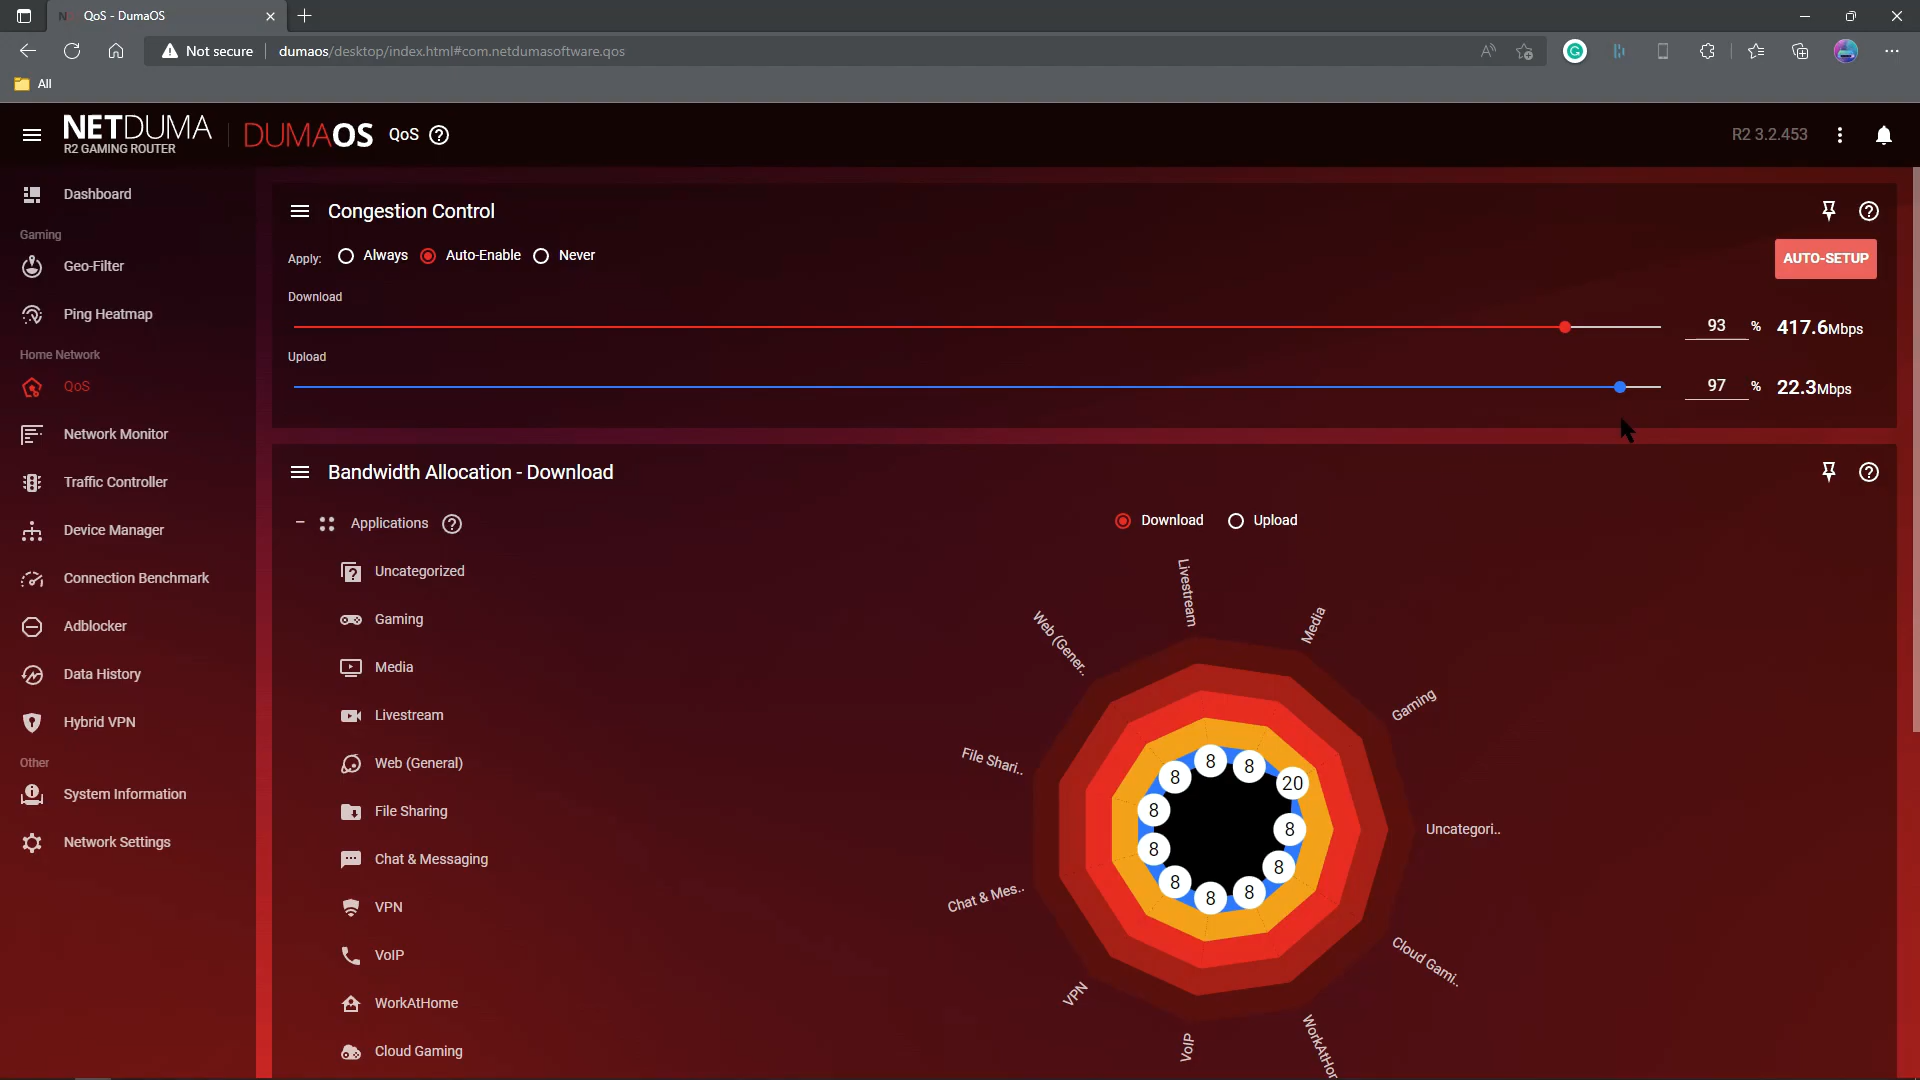 QoS - DumaOS
Not secure
dumaos/desktop/index.html#com.netdumasoftware.qos
All
NETDUMA
R2 GAMING ROUTER
DUMAOS
QoS
R2 3.2.453
Dashboard
Gaming
Geo-Filter
Ping Heatmap
Home Network
QoS
Network Monitor
Traffic Controller
Device Manager
Connection Benchmark
Adblocker
Data History
Hybrid VPN
Other
System Information
Network Settings
Congestion Control
Apply: Always Auto-Enable Never
AUTO-SETUP
Download
93 % 417.6Mbps
Upload
97 % 22.3Mbps
Bandwidth Allocation - Download
Applications
Uncategorized
Gaming
Media
Livestream
Web (General)
File Sharing
Chat & Messaging
VPN
VoIP
WorkAtHome
Cloud Gaming
Download Upload
Livestream
Media
Web (Gener..
Gaming
File Shari..
Uncategori..
Chat & Mes..
Cloud Gami..
VPN
VoIP
WorkAtHor
8
8
8
20
8
8
8
8
8
8
8